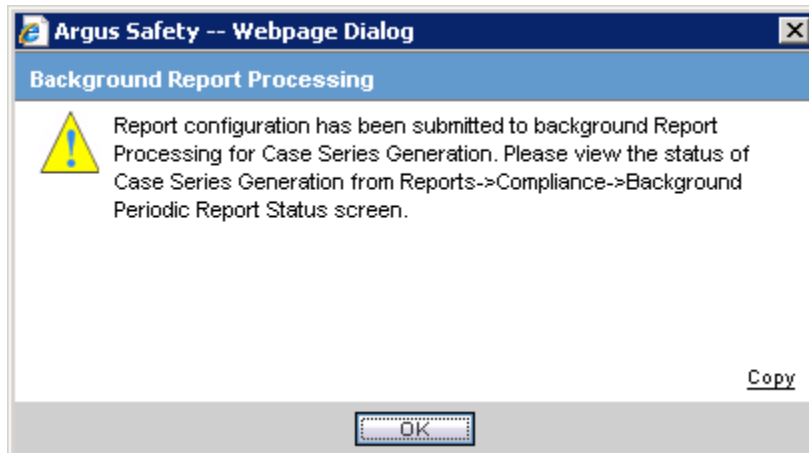 Argus Safety -- Webpage Dialog
Background Report Processing
Report configuration has been submitted to background Report
Processing for Case Series Generation. Please view the status of
Case Series Generation from Reports->Compliance->Background
Periodic Report Status screen.
Copy
OK